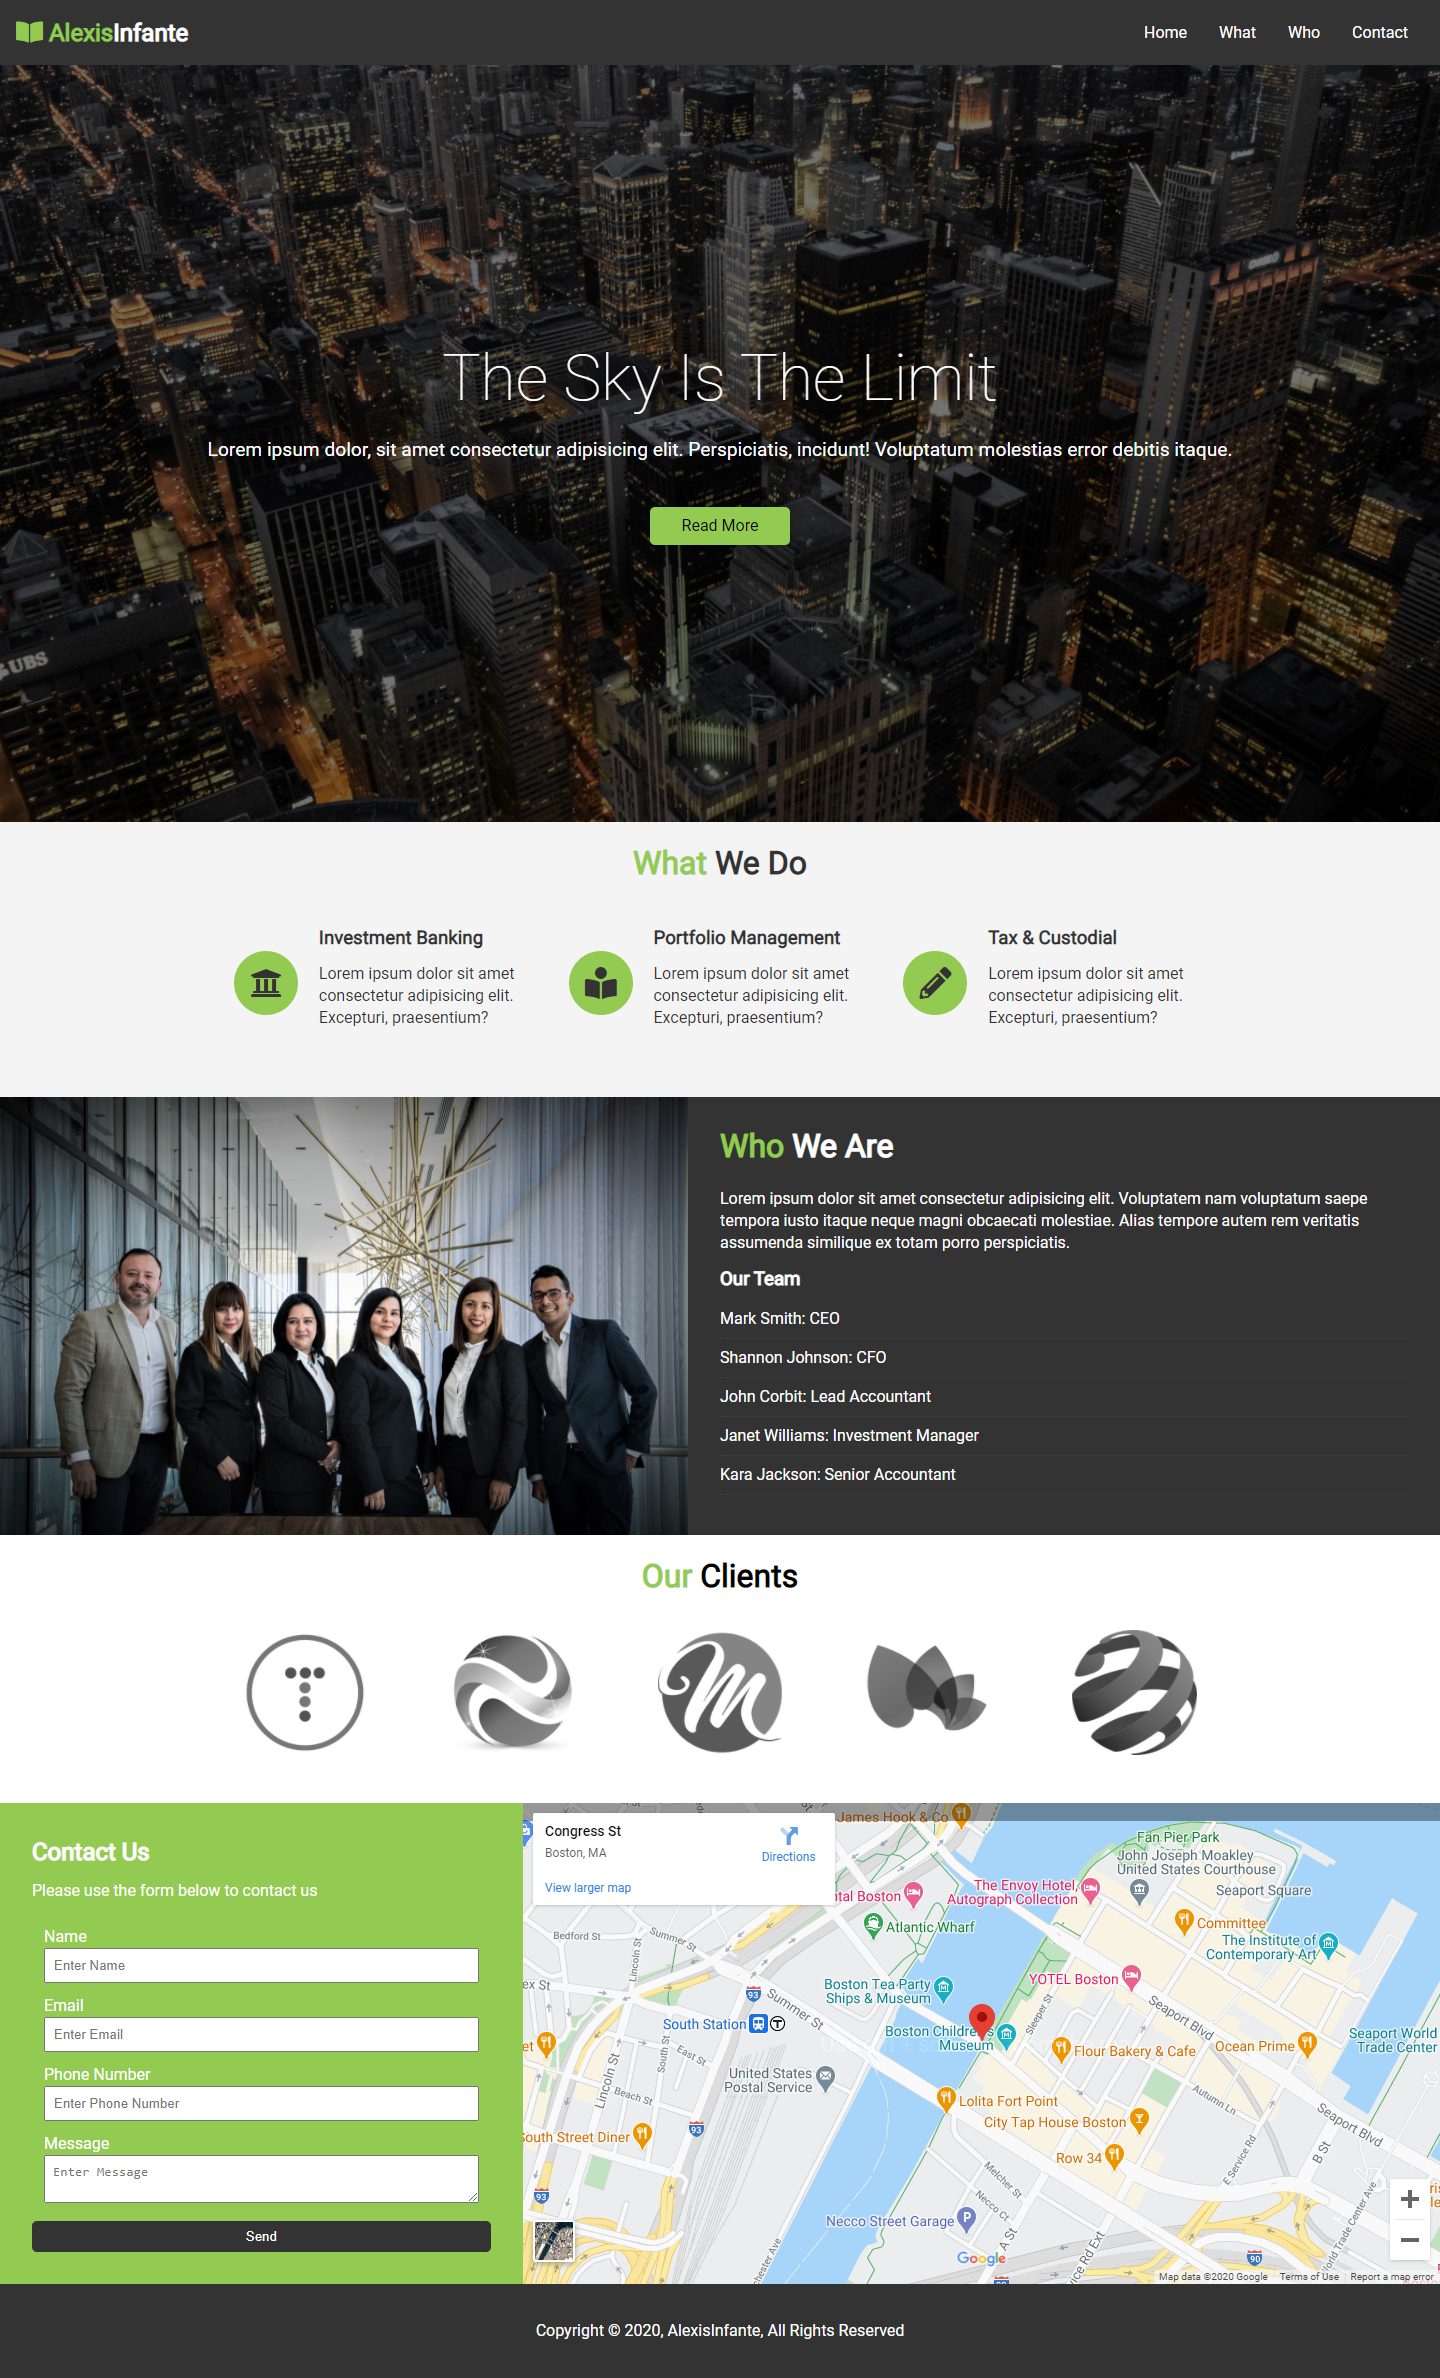 AlexisInfante
Home What Who Contact
UBS
The Sky Is The Limit
Lorem ipsum dolor, sit amet consectetur adipisicing elit. Perspiciatis, incidunt! Voluptatum molestias error debitis itaque.
Read More
What We Do
Investment Banking
Lorem ipsum dolor sit amet
consectetur adipisicing elit.
Excepturi, praesentium?
Portfolio Management
Lorem ipsum dolor sit amet
consectetur adipisicing elit.
Excepturi, praesentium?
Tax & Custodial
Lorem ipsum dolor sit amet
consectetur adipisicing elit.
Excepturi, praesentium?
Who We Are
Lorem ipsum dolor sit amet consectetur adipisicing elit. Voluptatem nam voluptatum saepe
tempora iusto itaque neque magni obcaecati molestiae. Alias tempore autem rem veritatis
assumenda similique ex totam porro perspiciatis.
Our Team
Mark Smith: CEO
Shannon Johnson: CFO
John Corbit: Lead Accountant
Janet Williams: Investment Manager
Kara Jackson: Senior Accountant
Our Clients
T
m
Contact Us
Please use the form below to contact us
Name
Enter Name
Email
Enter Email
Phone Number
Enter Phone Number
Message
Enter Message
Send
Congress St
Boston, MA
Directions
View larger map
James Hook & Co
Fan Pier Park
John Joseph Moakley
United States Courthouse
The Envoy Hotel,
Autograph Collection
Seaport Square
ntal Boston
Atlantic Wharf
Committee
The Institute of
Contemporary Art
Bedford St
Summer St
Lincoln St
South St
ex St
YOTEL Boston
Boston Tea Party
Ships & Museum
93
Summer St
Sleeper St
Seaport Blvd
South Station
T
Boston Children's
Museum
Flour Bakery & Cafe
Ocean Prime
Seaport World
Trade Center
et
East St
South St
Lincoln St
United States
Postal Service
Beach St
Lolita Fort Point
Autumn Ln
City Tap House Boston
Seaport Blvd
93
South Street Diner
Row 34
E Service Rd
B St
Melcher St
Necco Ct
93
Necco Street Garage
P
A St
World Trade Center Ave
chester Ave
vice Rd Ext
90
Google
Map data ©2020 Google Terms of Use Report a map error
Copyright © 2020, AlexisInfante, All Rights Reserved